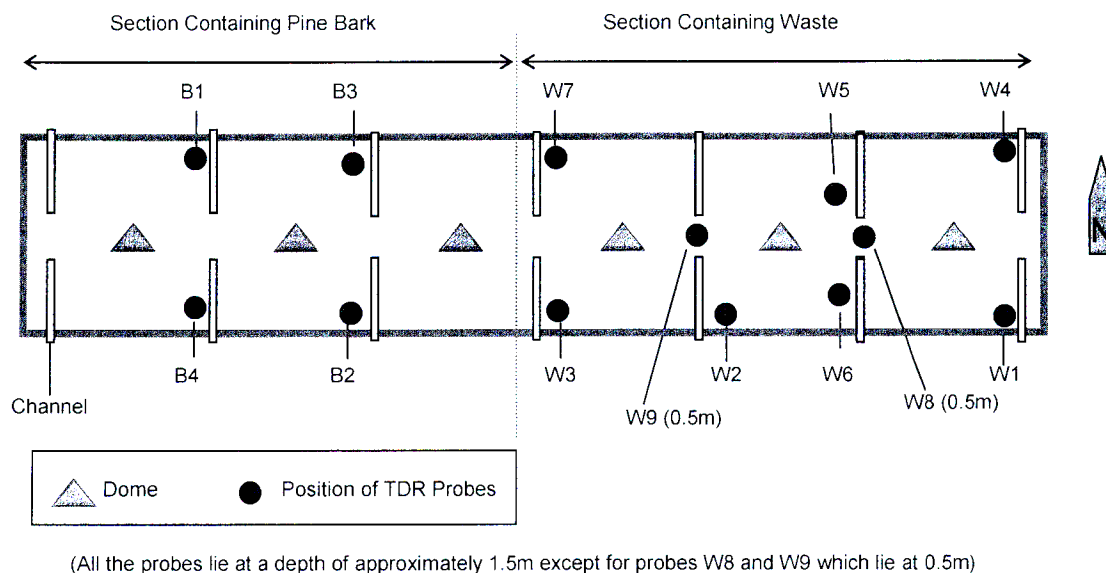 Section Containing Pine Bark
Section Containing Waste
B1
B3
W7
W5
W4
N
B4
B2
W3
W2
W6
W1
Channel
W9 (0.5m)
W8 (0.5m)
Dome
Position of TDR Probes
(All the probes lie at a depth of approximately 1.5m except for probes W8 and W9 which lie at 0.5m)